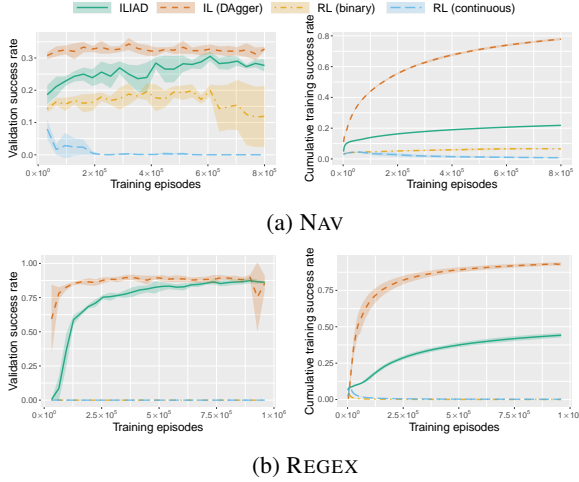 ILIAD IL (DAgger) RL (binary) RL (continuous)
Validation success rate
0.3
0.2
0.1
0.0
0×10⁰ 2×10⁵ 4×10⁵ 6×10⁵ 8×10⁵
Training episodes
Cumulative training success rate
0.8
0.6
0.4
0.2
0.0
0×10⁰ 2×10⁵ 4×10⁵ 6×10⁵ 8×10⁵
Training episodes
(a) NAV
Validation success rate
1.00
0.75
0.50
0.25
0.00
0×10⁰ 2.5×10⁵ 5×10⁵ 7.5×10⁵ 1×10⁶
Training episodes
Cumulative training success rate
0.75
0.50
0.25
0.00
0×10⁰ 2.5×10⁵ 5×10⁵ 7.5×10⁵ 1×10
Training episodes
(b) REGEX